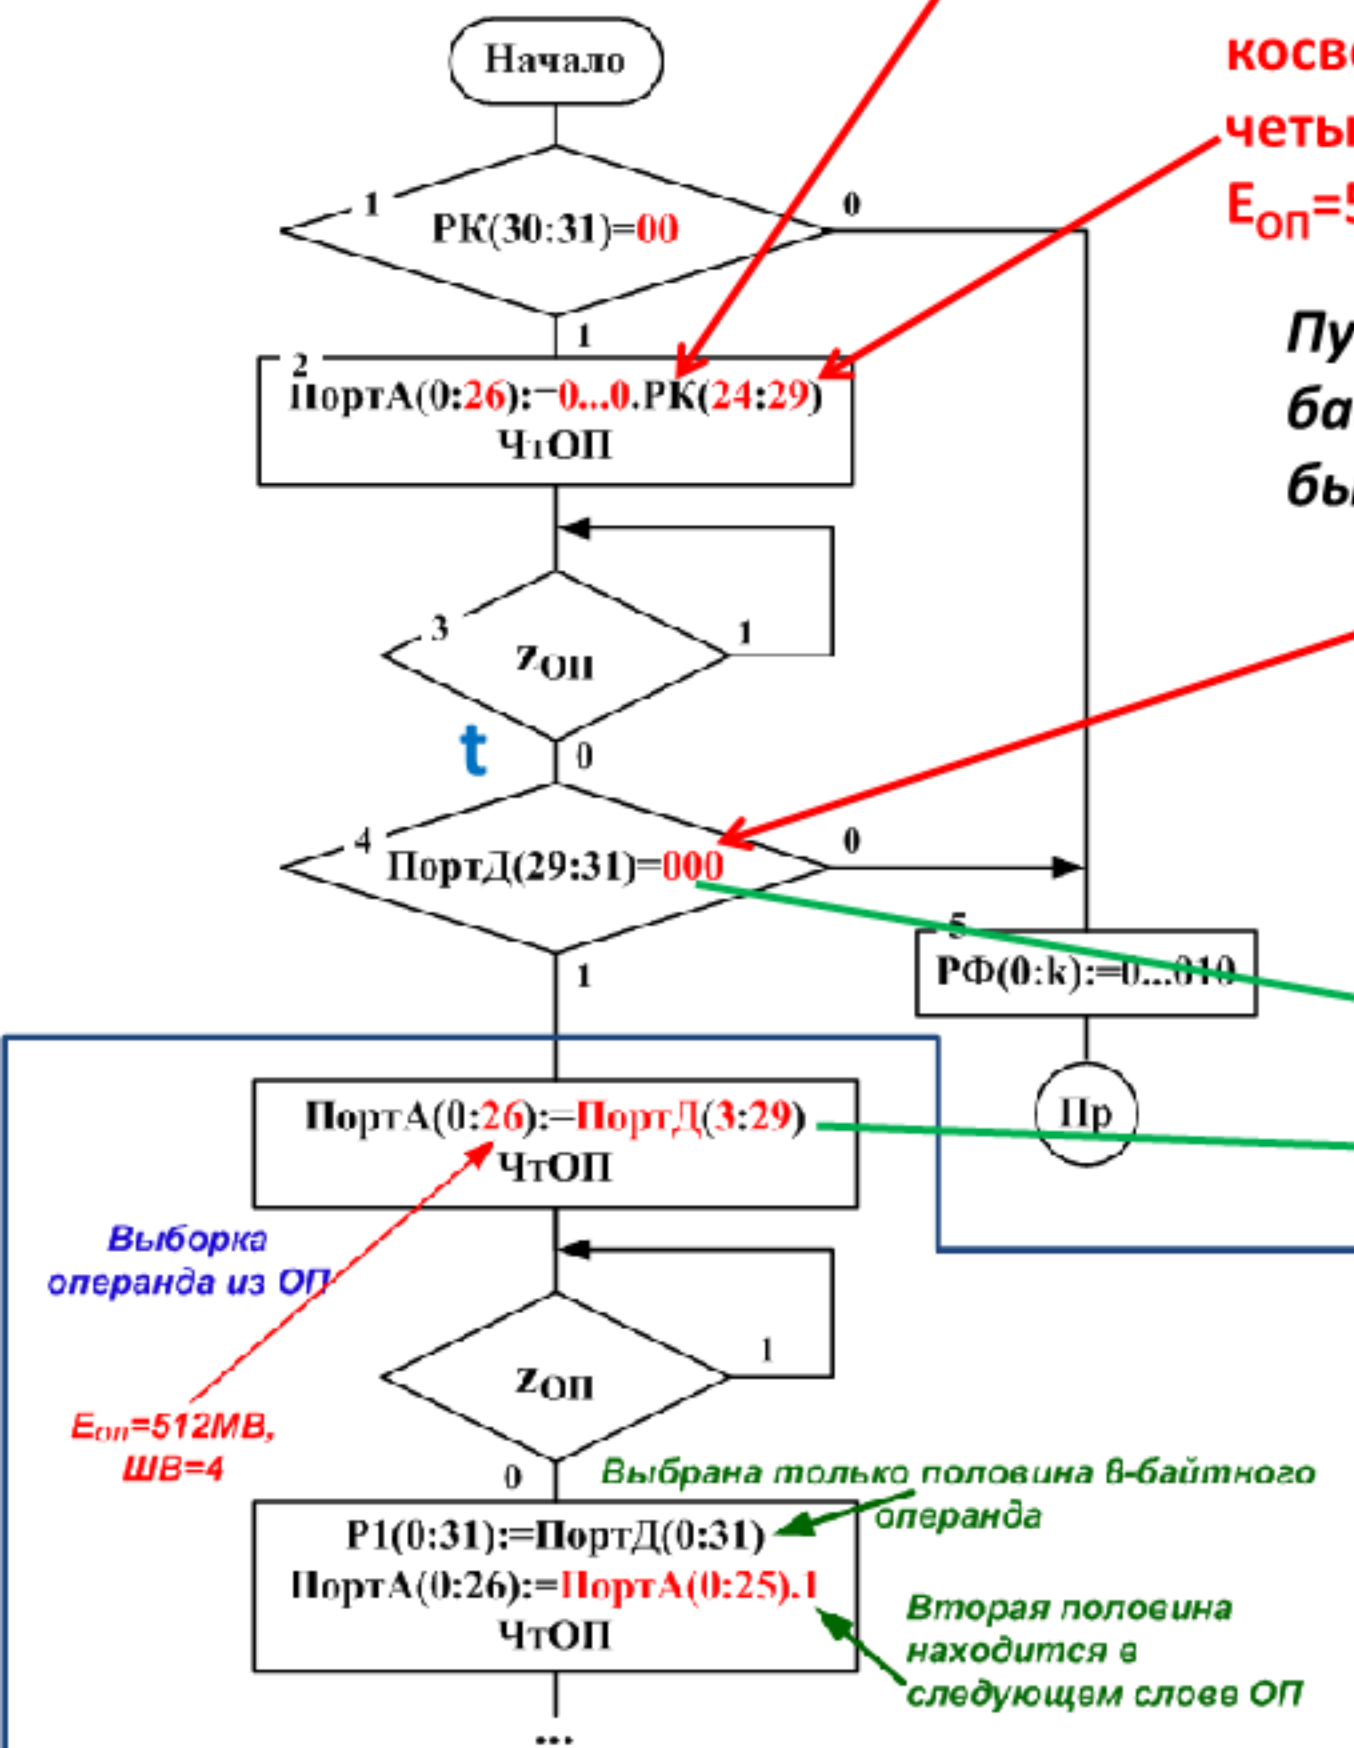 Начало
косв
четы
ЕОП=5
1
0
РК(30:31)=00
1
2
ПортА(0:26):=0...0.РК(24:29)
ЧтОП
Пу
ба
бы
3
1
zОП
t
0
4
0
ПортД(29:31)=000
1
5
РФ(0:k):=0...010
Пр
ПортА(0:26):=ПортД(3:29)
ЧтОП
Выборка
операнда из ОП
1
zОП
Еоп=512МВ,
ШВ=4
0
Выбрана только половина 8-байтного
операнда
Р1(0:31):=ПортД(0:31)
ПортА(0:26):=ПортА(0:25).1
ЧтОП
Вторая половина
находится в
следующем слове ОП
...